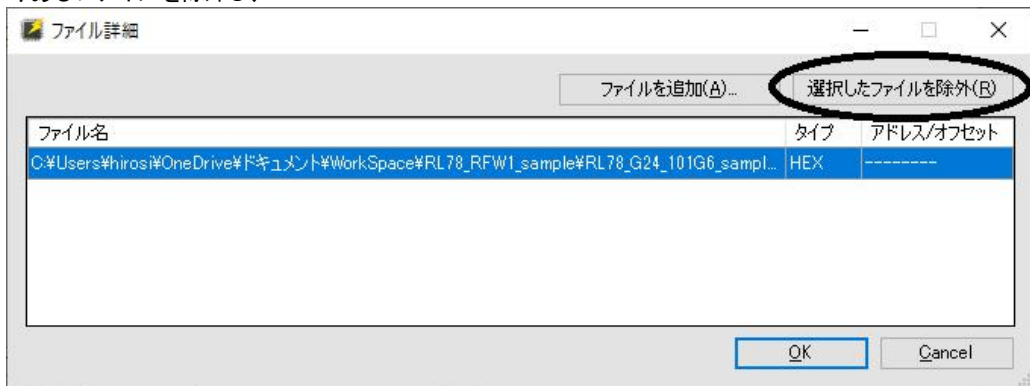 ファイル詳細
ファイルを追加(A)...
選択したファイルを除外(R)
ファイル名 タイプ アドレス/オフセット
C:¥Users¥hirosi¥OneDrive¥ドキュメント¥WorkSpace¥RL78_RFW1_sample¥RL78_G24_101G6_sampl... HEX --------
OK Cancel